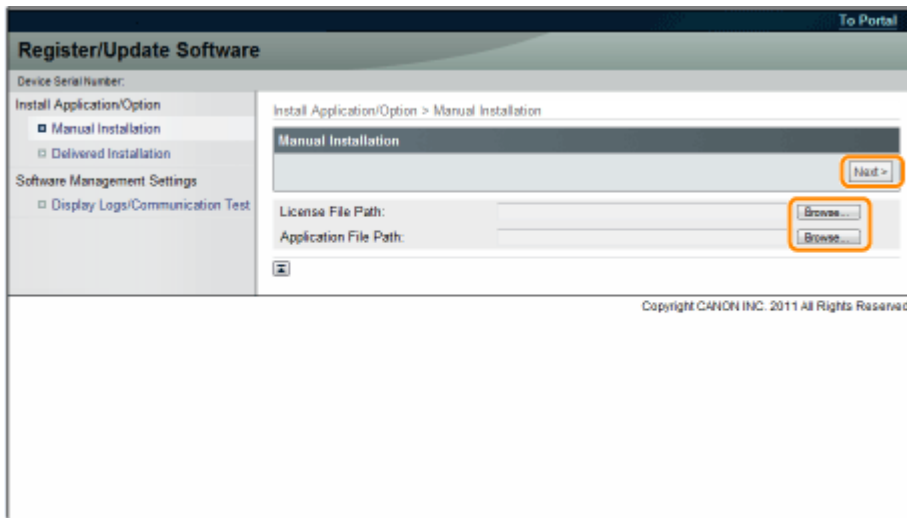 To Portal
Register/Update Software
Device Serial Number:
Install Application/Option
Manual Installation
Delivered Installation
Software Management Settings
Display Logs/Communication Test
Install Application/Option > Manual Installation
Manual Installation
Next >
License File Path:
Browse...
Application File Path:
Browse...
Copyright CANON INC. 2011 All Rights Reserved